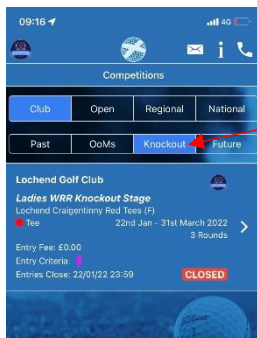 09:16 4G
Competitions
Club Open Regional National
Past OoMs Knockout Future
Lochend Golf Club
Ladies WRR Knockout Stage
Lochend Craigentinny Red Tees (F)
Tee 22nd Jan - 31st March 2022
3 Rounds
Entry Fee: £0.00
Entry Criteria:
Entries Close: 22/01/22 23:59 CLOSED
Titleist